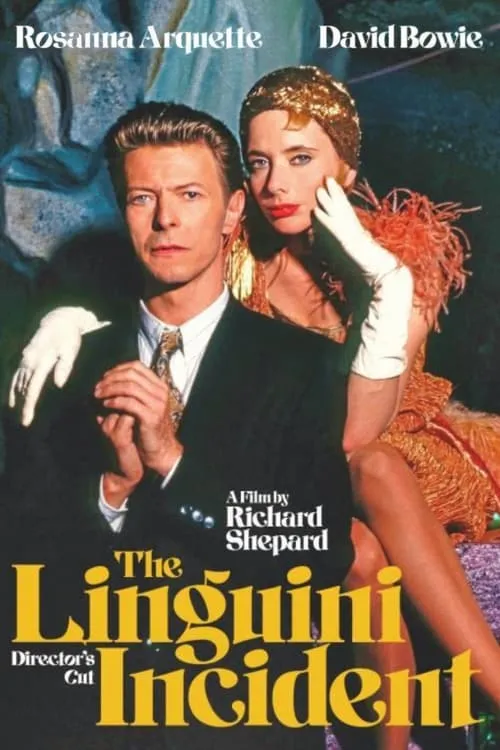 Rosanna Arquette
David Bowie
A Film by
Richard
Shepard
The
Linguini
Director's
Cut
Incident